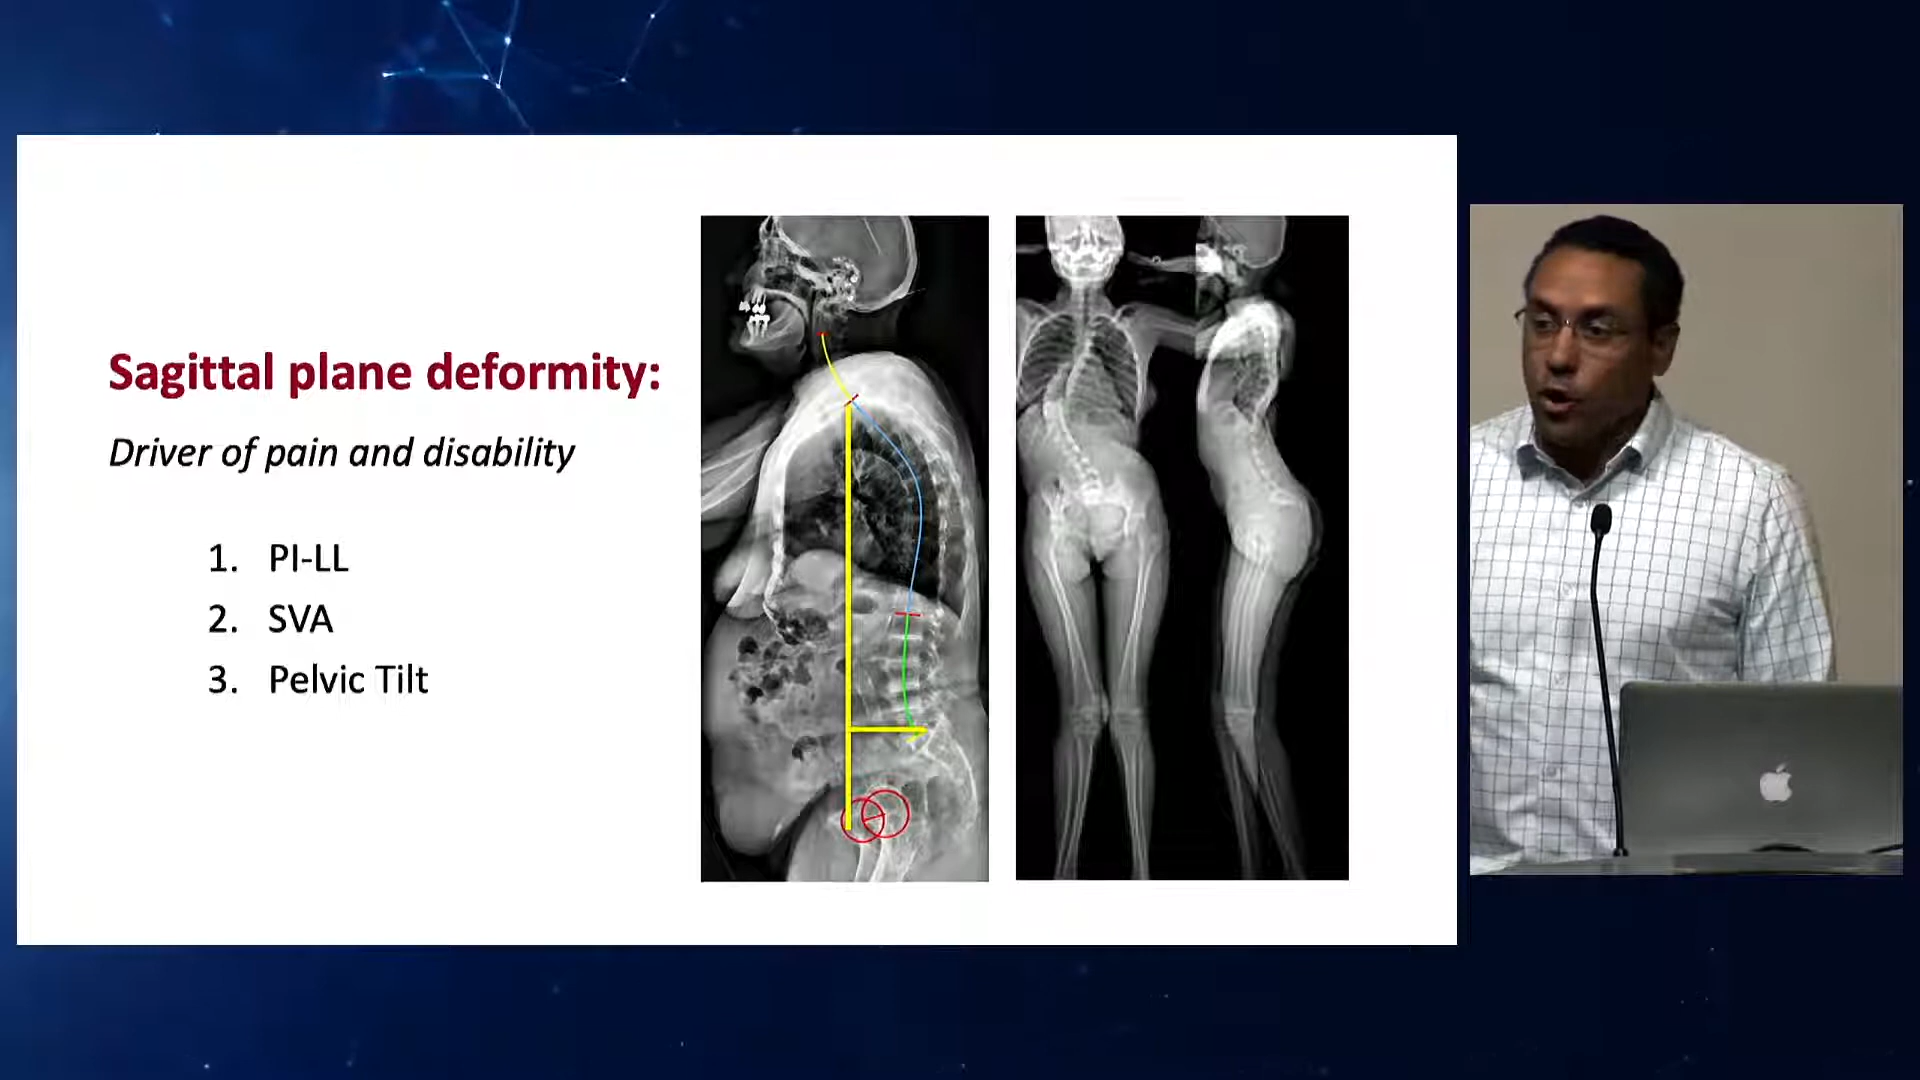 Sagittal plane deformity:
Driver of pain and disability
1. PI-LL
2. SVA
3. Pelvic Tilt